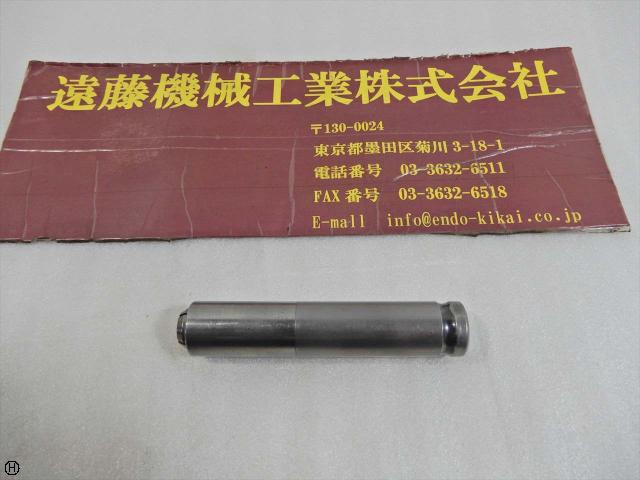 遠藤機械工業株式会社
〒130-0024
東京都墨田区菊川 3-18-1
電話番号 03-3632-6511
FAX 番号 03-3632-6518
E-mail info@endo-kikai.co.jp
H